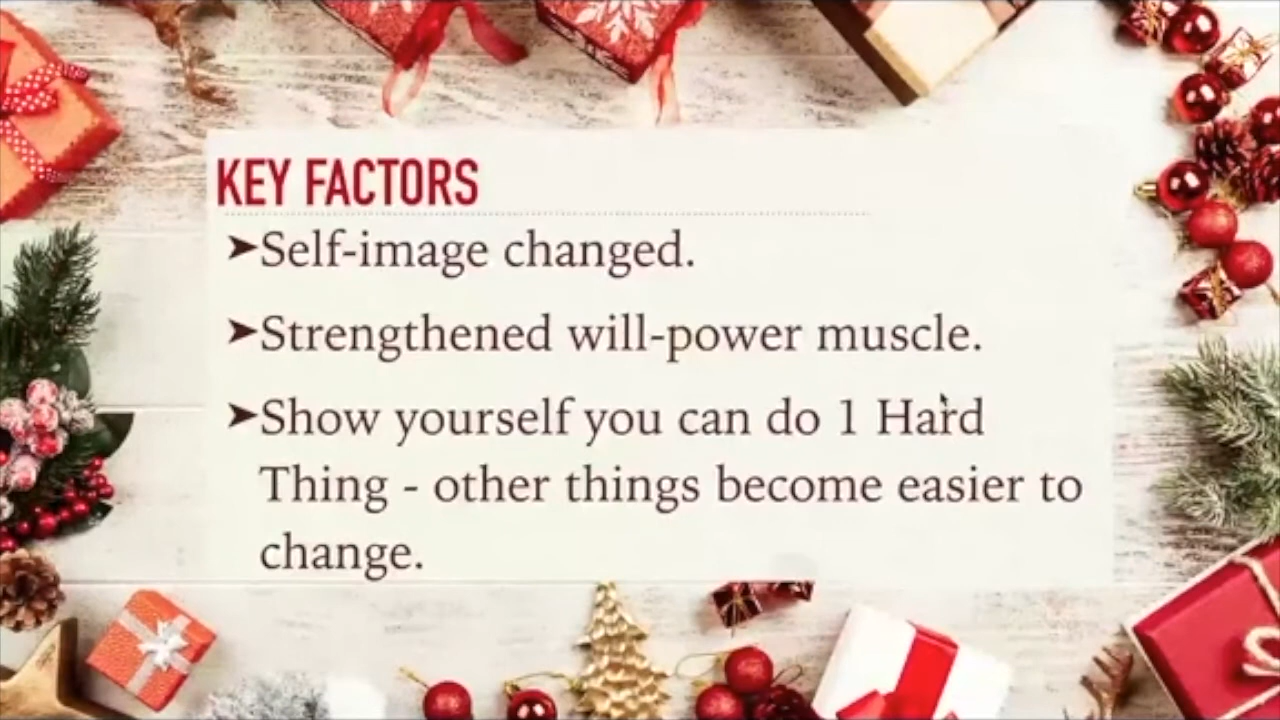 KEY FACTORS
➤Self-image changed.
➤Strengthened will-power muscle.
➤Show yourself you can do 1 Hard
Thing - other things become easier to
change.